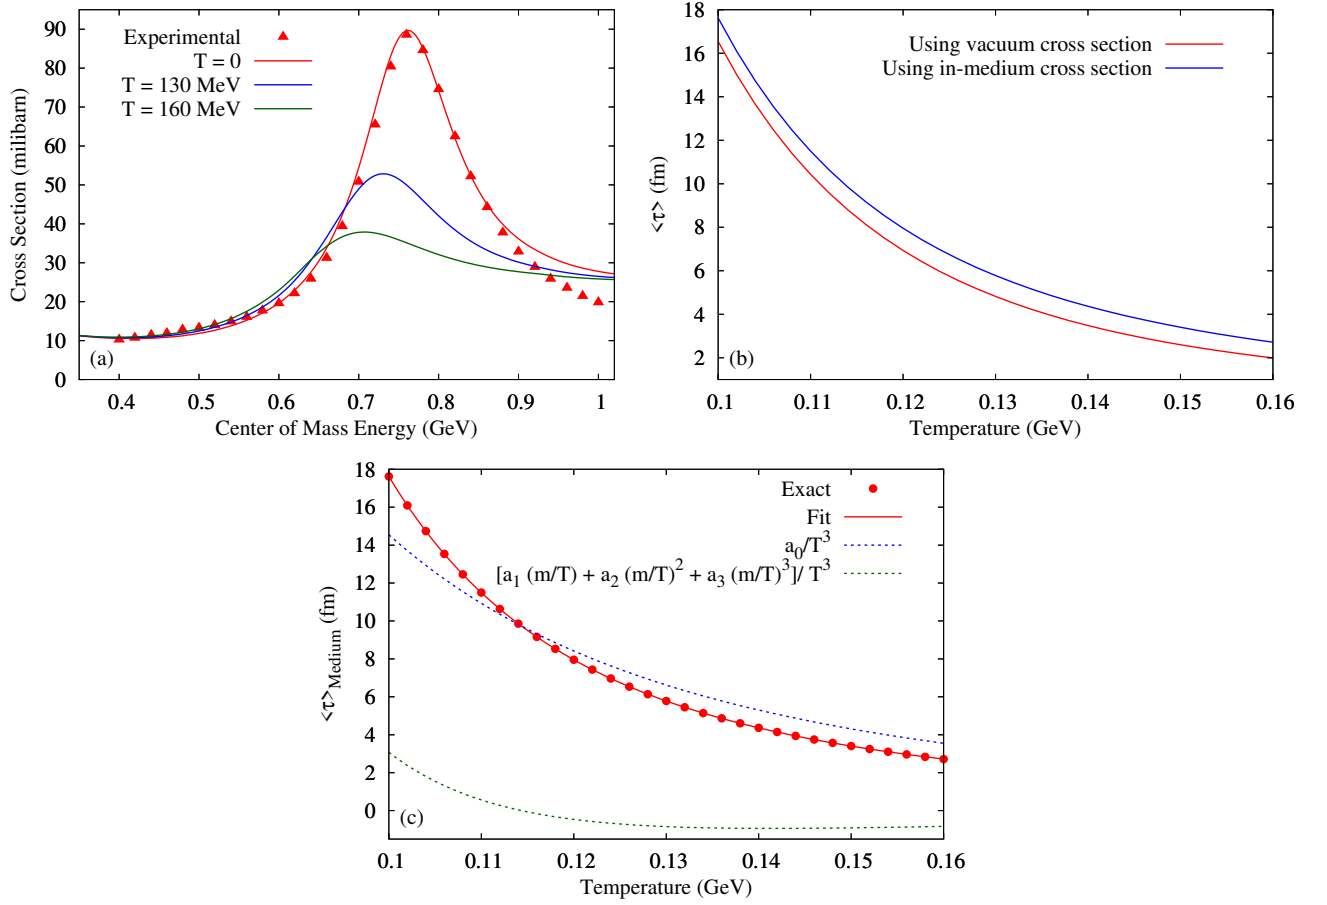 Cross Section (milibarn)
90
80
70
60
50
40
30
20
10
0
Experimental
T = 0
T = 130 MeV
T = 160 MeV
(a)
0.4 0.5 0.6 0.7 0.8 0.9 1
Center of Mass Energy (GeV)
<τ> (fm)
18
16
14
12
10
8
6
4
2
Using vacuum cross section
Using in-medium cross section
(b)
0.1 0.11 0.12 0.13 0.14 0.15 0.16
Temperature (GeV)
<τ>Medium (fm)
18
16
14
12
10
8
6
4
2
0
Exact
Fit
a₀/T³
[a₁ (m/T) + a₂ (m/T)² + a₃ (m/T)³]/ T³
(c)
0.1 0.11 0.12 0.13 0.14 0.15 0.16
Temperature (GeV)